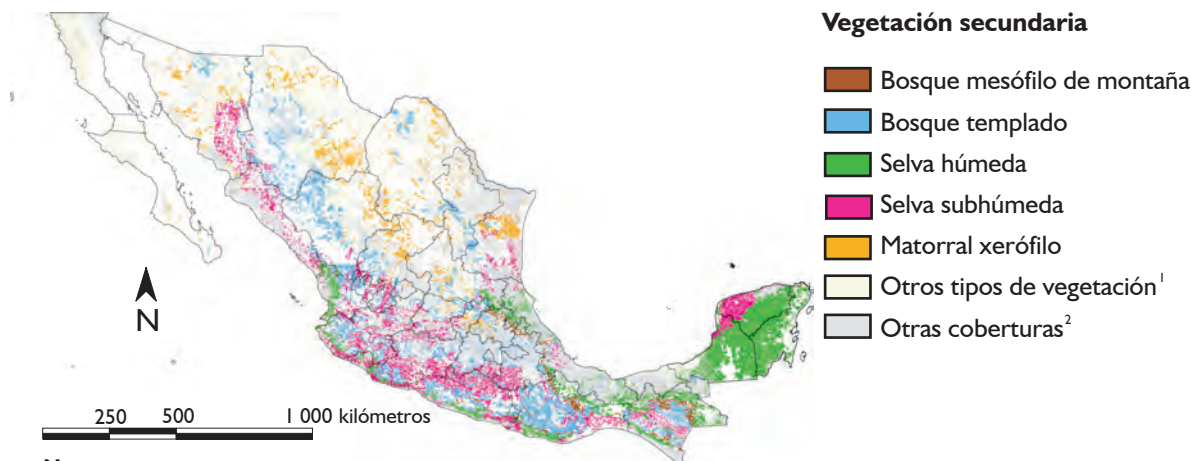 Vegetación secundaria
Bosque mesófilo de montaña
Bosque templado
Selva húmeda
Selva subhúmeda
Matorral xerófilo
Otros tipos de vegetación¹
Otras coberturas²
N
250 500 1 000 kilómetros